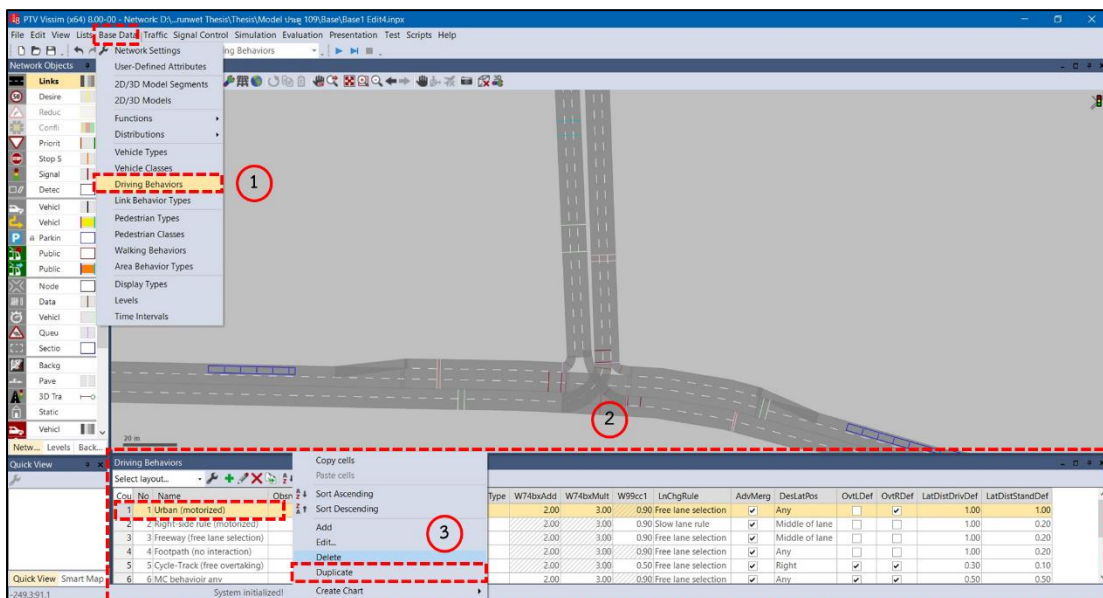 PTV Vissim (x64) 8.00-00 - Network: D:\...runwet Thesis\Thesis\Model ประชุ 109\Base\Base1 Edit4.inpx
File Edit View Lists Base Data Traffic Signal Control Simulation Evaluation Presentation Test Scripts Help
Network Settings
ng Behaviors
User-Defined Attributes
2D/3D Model Segments
2D/3D Models
Functions
Distributions
Vehicle Types
Vehicle Classes
Driving Behaviors
Link Behavior Types
Pedestrian Types
Pedestrian Classes
Walking Behaviors
Area Behavior Types
Display Types
Levels
Time Intervals
1
Network Objects
Links
Desire
Reduc
Confli
Priorit
Stop S
Signal
Detec
Vehicl
Vehicl
Parkin
Public
Public
Node
Data
Vehicl
Queu
Sectio
Backg
Pave
3D Tra
Static
Vehicl
Netw... Levels Back...
20 m
2
Quick View
Quick View Smart Map
Driving Behaviors
Select layout...
Cou No Name Type W74bxAdd W74bxMult W99cc1 LnChgRule AdvMerg DesLatPos OvtLDef OvtRDef LatDistDrivDef LatDistStandDef
1 1 Urban (motorized) 2.00 3.00 0.90 Free lane selection Any 1.00 1.00
2 2 Right-side rule (motorized) 2.00 3.00 0.90 Slow lane rule Middle of lane 1.00 0.20
3 3 Freeway (free lane selection) 2.00 3.00 0.90 Free lane selection Middle of lane 1.00 0.20
4 4 Footpath (no interaction) 2.00 3.00 0.90 Free lane selection Any 1.00 0.20
5 5 Cycle-Track (free overtaking) 2.00 3.00 0.50 Free lane selection Right 0.30 0.10
6 6 MC behavioir any 2.00 3.00 0.90 Free lane selection Any 0.50 0.50
Copy cells
Paste cells
Sort Ascending
Sort Descending
Add
Edit...
Delete
Duplicate
Create Chart
3
-249.3:91.1
System initialized!